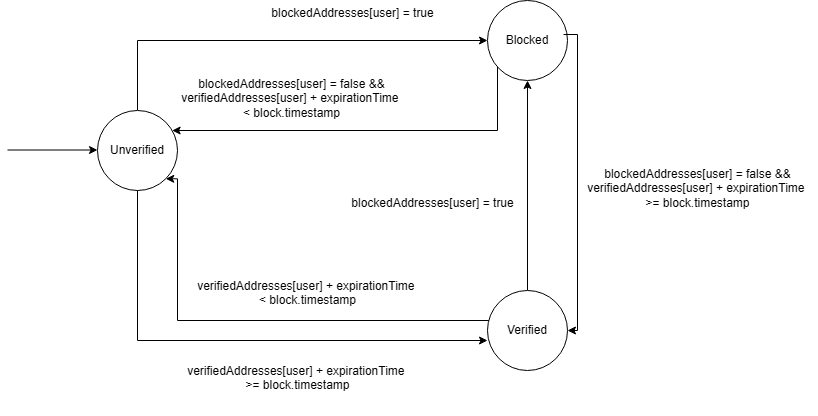 blockedAddresses[user] = true
Blocked
blockedAddresses[user] = false &&
verifiedAddresses[user] + expirationTime
< block.timestamp
Unverified
blockedAddresses[user] = false &&
verifiedAddresses[user] + expirationTime
>= block.timestamp
blockedAddresses[user] = true
verifiedAddresses[user] + expirationTime
< block.timestamp
Verified
verifiedAddresses[user] + expirationTime
>= block.timestamp